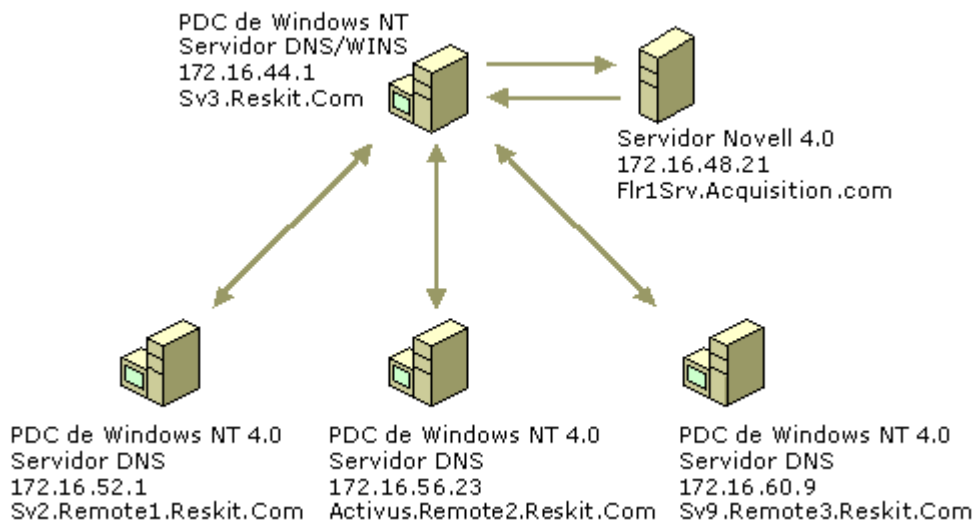 PDC de Windows NT
Servidor DNS/WINS
172.16.44.1
Sv3.Reskit.Com
Servidor Novell 4.0
172.16.48.21
Flr1Srv.Acquisition.com
PDC de Windows NT 4.0
Servidor DNS
172.16.52.1
Sv2.Remote1.Reskit.Com
PDC de Windows NT 4.0
Servidor DNS
172.16.56.23
Activus.Remote2.Reskit.Com
PDC de Windows NT 4.0
Servidor DNS
172.16.60.9
Sv9.Remote3.Reskit.Com